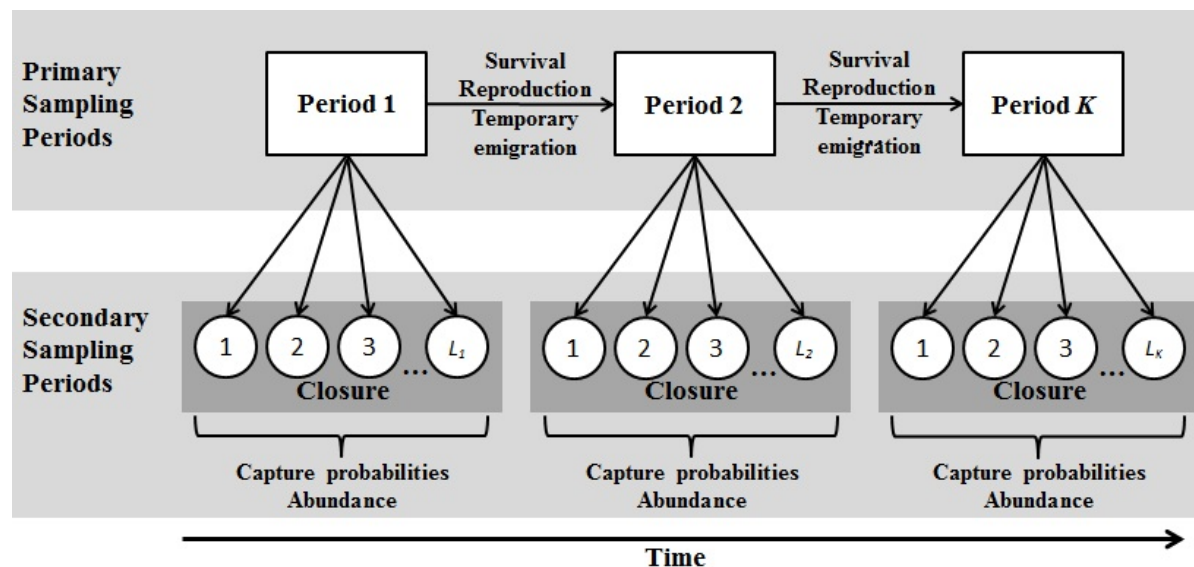 Primary
Sampling
Periods
Period 1
Survival
Reproduction
Temporary
emigration
Period 2
Survival
Reproduction
Temporary
emigration
Period K
Secondary
Sampling
Periods
1 2 3 ... L1
Closure
1 2 3 ... L2
Closure
1 2 3 ... LK
Closure
Capture probabilities
Abundance
Capture probabilities
Abundance
Capture probabilities
Abundance
Time